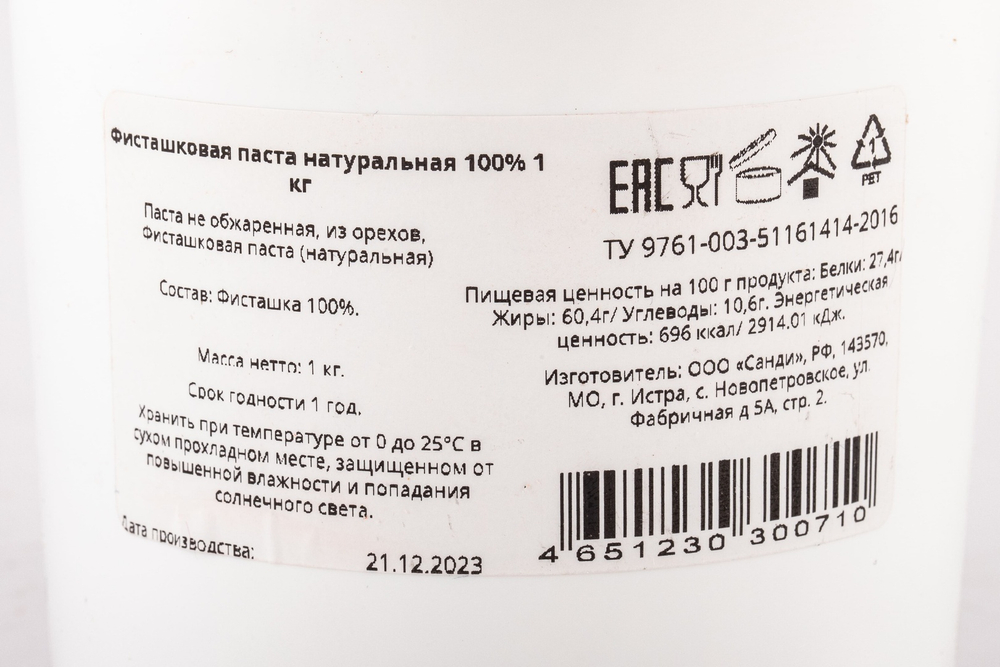 Фисташковая паста натуральная 100% 1
кг
Паста не обжаренная, из орехов,
Фисташковая паста (натуральная)
Состав: Фисташка 100%.
Масса нетто: 1 кг.
Срок годности 1 год.
Хранить при температуре от 0 до 25°С в
сухом прохладном месте, защищенном от
повышенной влажности и попадания
солнечного света.
Дата производства: 21.12.2023
EAC
1
PET
ТУ 9761-003-51161414-2016
Пищевая ценность на 100 г продукта: Белки: 27,4г/
Жиры: 60,4г/ Углеводы: 10,6г. Энергетическая
ценность: 696 ккал/ 2914.01 кДж.
Изготовитель: ООО «Санди», РФ, 143570,
МО, г. Истра, с. Новопетровское, ул.
Фабричная д 5А, стр. 2.
4 651230 300710